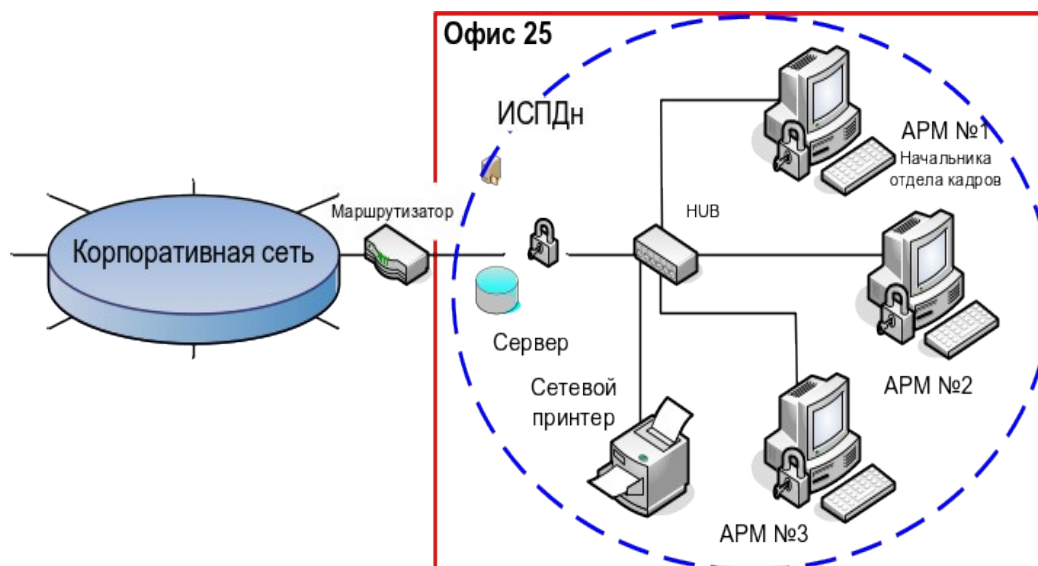 Офис 25
ИСПДн
АРМ №1
Начальника
отдела кадров
Маршрутизатор
HUB
Корпоративная сеть
Сервер
Сетевой
принтер
АРМ №2
АРМ №3